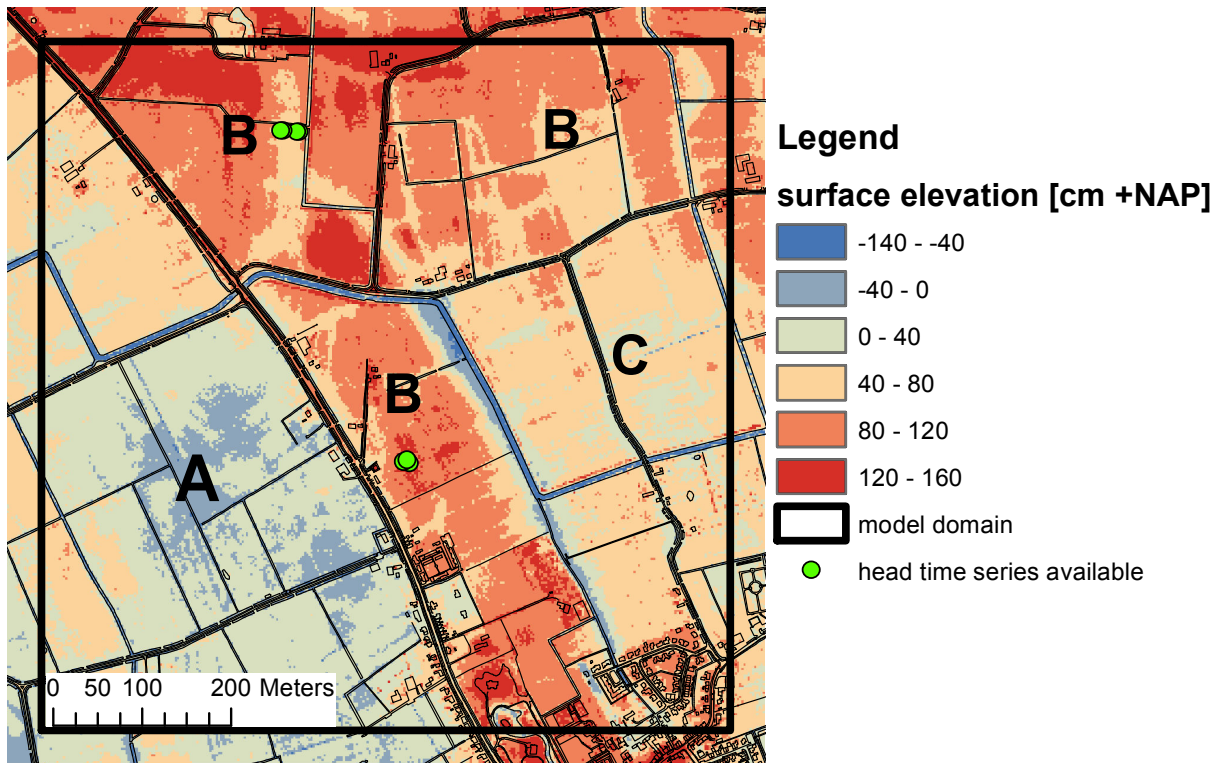 B
B
C
B
A
0 50 100 200 Meters
Legend
surface elevation [cm +NAP]
-140 - -40
-40 - 0
0 - 40
40 - 80
80 - 120
120 - 160
model domain
head time series available